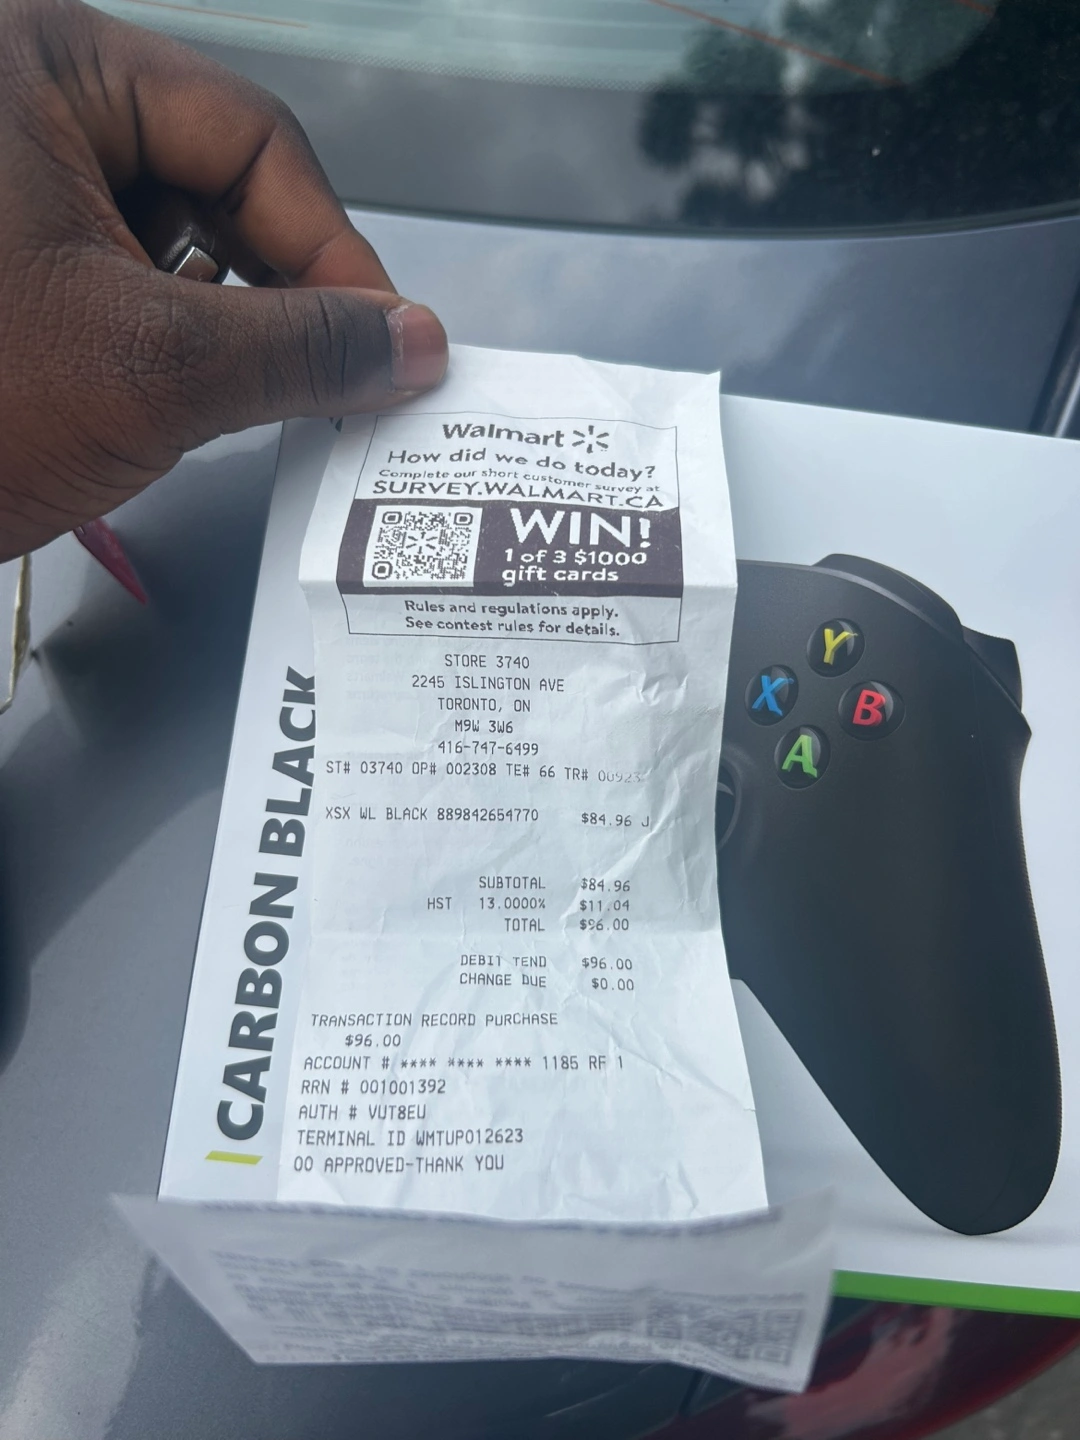 Walmart
How did we do today?
Complete our short customer survey at
SURVEY.WALMART.CA
WIN!
1 of 3 $1000
gift cards
Rules and regulations apply.
See contest rules for details.
STORE 3740
2245 ISLINGTON AVE
TORONTO, ON
M9W 3W6
416-747-6499
ST# 03740 OP# 002308 TE# 66 TR# 00923
XSX WL BLACK 889842654770 $84.96 J
SUBTOTAL $84.96
HST 13.0000% $11.04
TOTAL $96.00
DEBIT TEND $96.00
CHANGE DUE $0.00
TRANSACTION RECORD PURCHASE
$96.00
ACCOUNT # **** **** **** 1185 RF 1
RRN # 001001392
AUTH # VUT8EU
TERMINAL ID WMTUP012623
00 APPROVED-THANK YOU
CARBON BLACK
Y
X
B
A